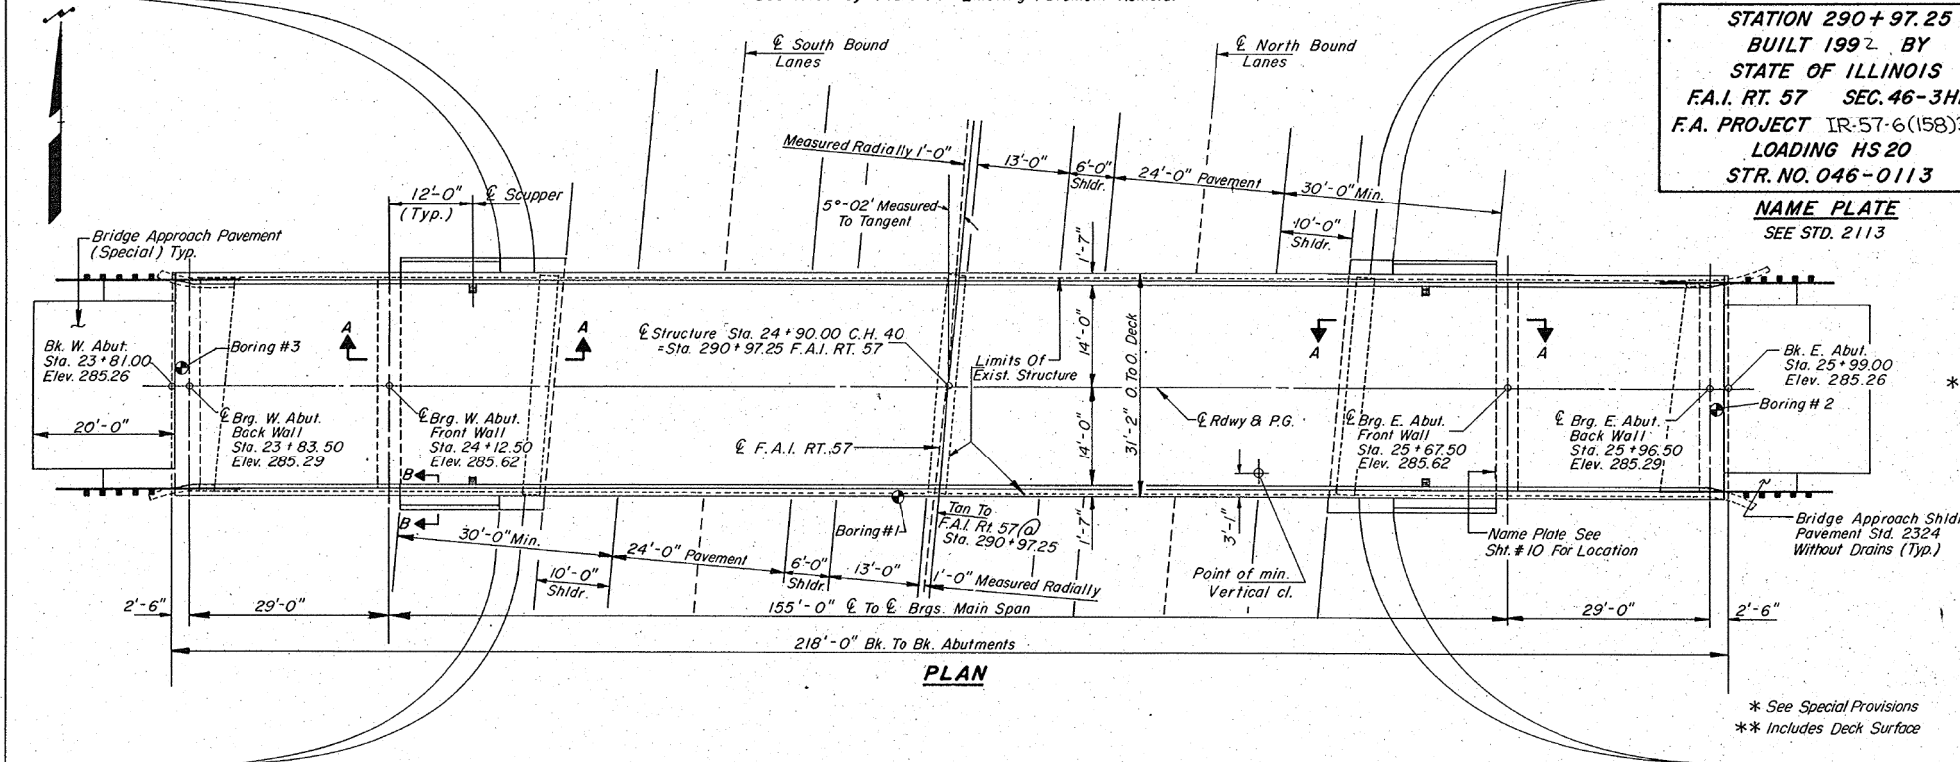 STATION 290+97.25
BUILT 1992 BY
STATE OF ILLINOIS
F.A.I. RT. 57 SEC. 46-3H
F.A. PROJECT IR-57-6(158)
LOADING HS 20
STR. NO. 046-0113
NAME PLATE
SEE STD. 2113
℄ South Bound
Lanes
℄ North Bound
Lanes
Measured Radially 1'-0"
13'-0"
6'-0"
Shldr.
24'-0" Pavement
30'-0" Min.
10'-0"
Shldr.
12'-0"
(Typ.)
℄ Scupper
5°-02' Measured
To Tangent
1'-7"
Bridge Approach Pavement
(Special) Typ.
Bk. W. Abut.
Sta. 23+81.00
Elev. 285.26
Boring #3
A
A
℄ Structure Sta. 24+90.00 C.H. 40
=Sta. 290+97.25 F.A.I. RT. 57
Limits Of
Exist. Structure
14'-0"
31'-2" O. To O. Deck
A
A
Bk. E. Abut.
Sta. 25+99.00
Elev. 285.26
*
Boring #2
20'-0"
℄ Brg. W. Abut.
Back Wall
Sta. 23+83.50
Elev. 285.29
℄ Brg. W. Abut.
Front Wall
Sta. 24+12.50
Elev. 285.62
℄ F.A.I. RT. 57
14'-0"
℄ Rdwy & P.G.
℄ Brg. E. Abut.
Front Wall
Sta. 25+67.50
Elev. 285.62
℄ Brg. E. Abut.
Back Wall
Sta. 25+96.50
Elev. 285.29
B
B
30'-0" Min.
24'-0" Pavement
10'-0"
Shldr.
6'-0"
Shldr.
13'-0"
Boring #1
Tan To
F.A.I. Rt. 57 @
Sta. 290+97.25
1'-7"
1'-0" Measured Radially
3'-1"
Point of min.
Vertical cl.
Name Plate See
Sht. #10 For Location
Bridge Approach Shld
Pavement Std. 2324
Without Drains (Typ.)
2'-6"
29'-0"
155'-0" ℄ To ℄ Brgs. Main Span
29'-0"
2'-6"
218'-0" Bk. To Bk. Abutments
PLAN
* See Special Provisions
** Includes Deck Surface